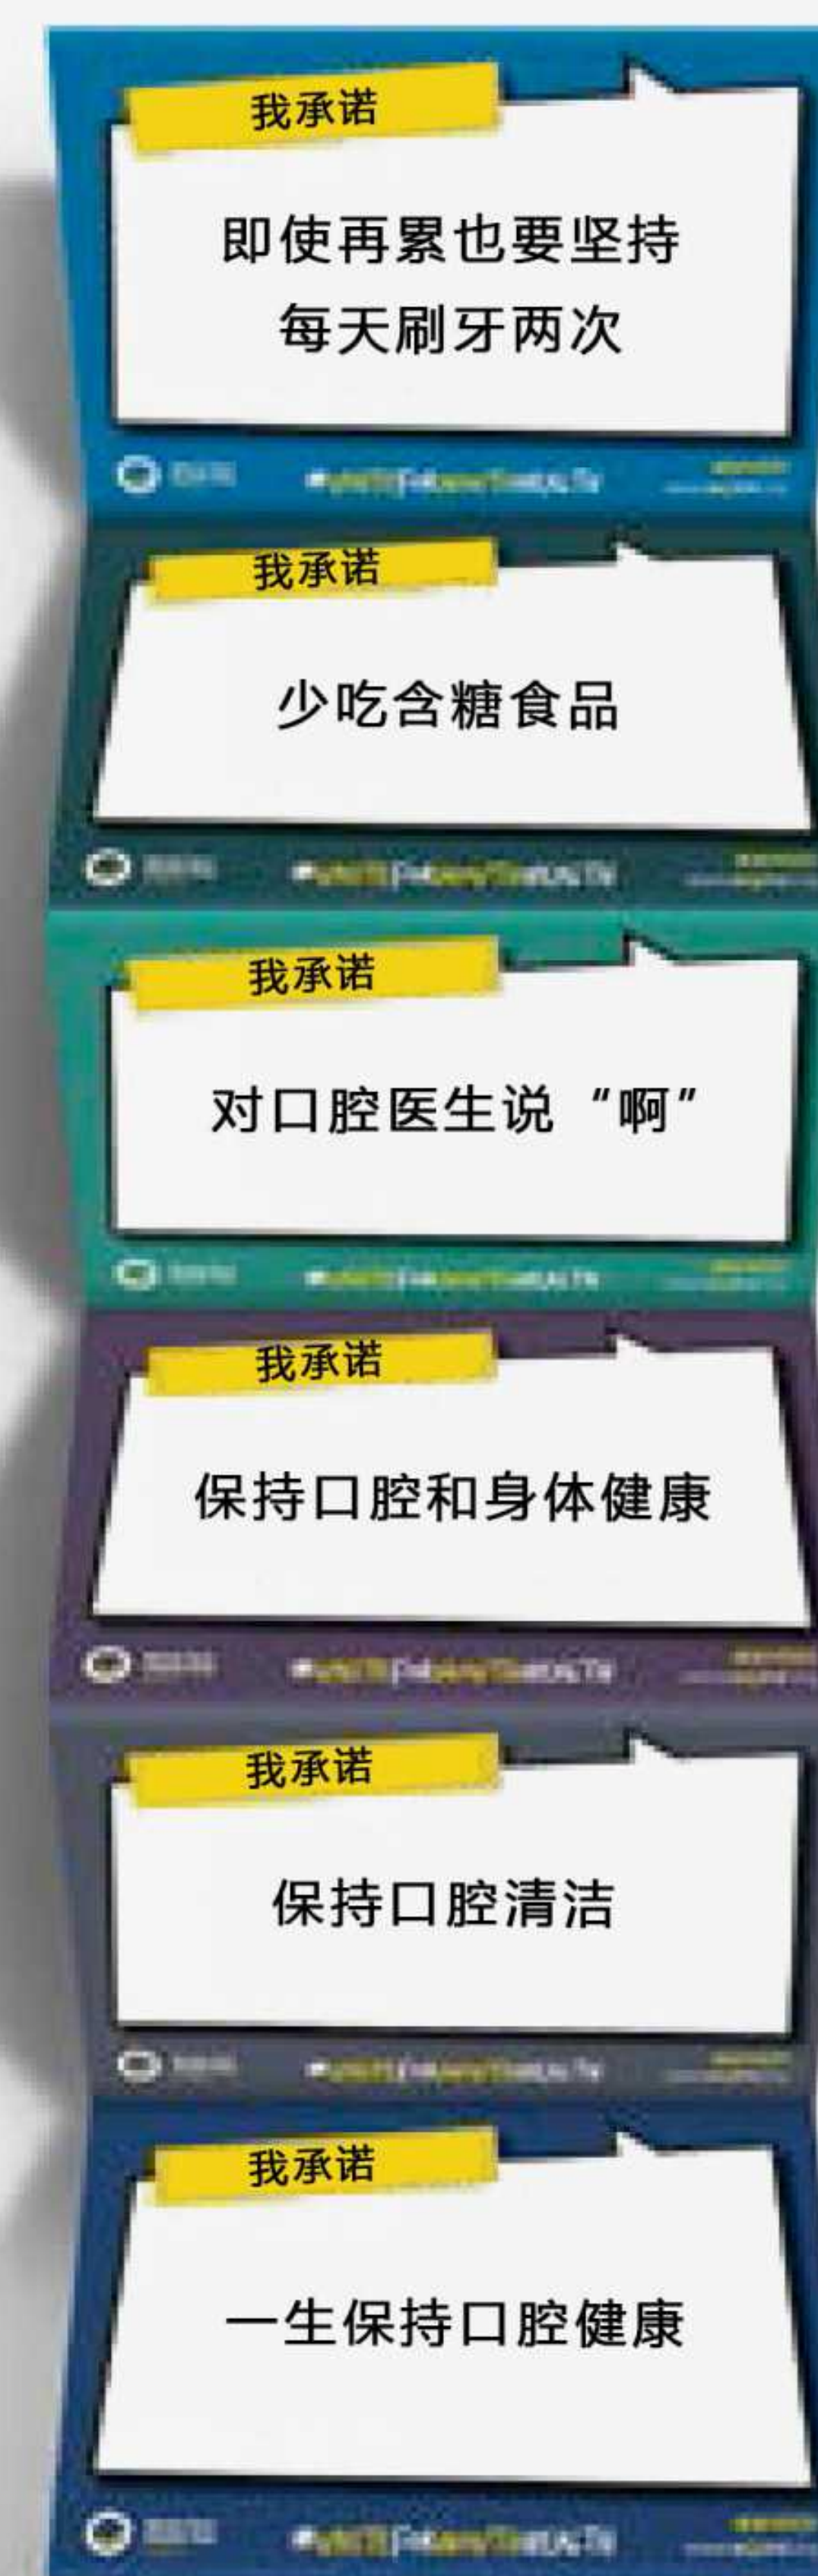 我承诺
即使再累也要坚持
每天刷牙两次
我承诺
少吃含糖食品
我承诺
对口腔医生说“啊”
我承诺
保持口腔和身体健康
我承诺
保持口腔清洁
我承诺
一生保持口腔健康